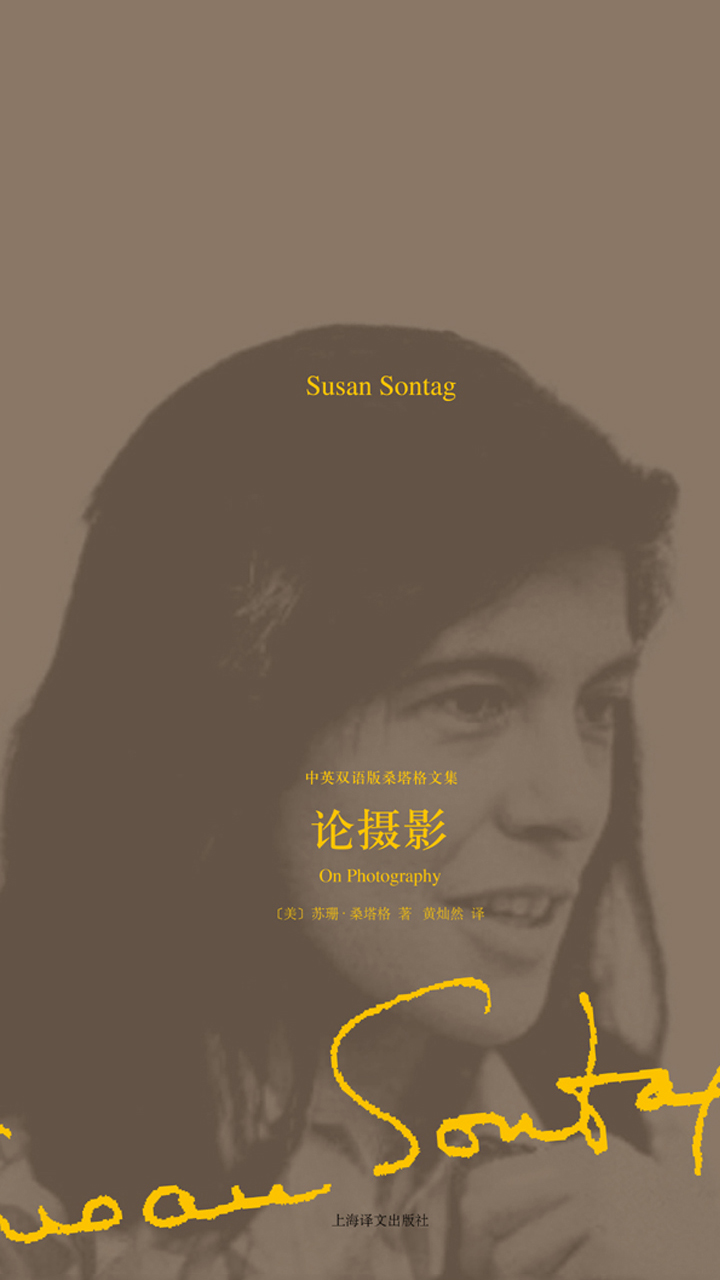 Susan Sontag
中英双语版桑塔格文集
论摄影
On Photography
〔美〕苏珊·桑塔格 著 黄灿然 译
Susan Sontag
上海译文出版社